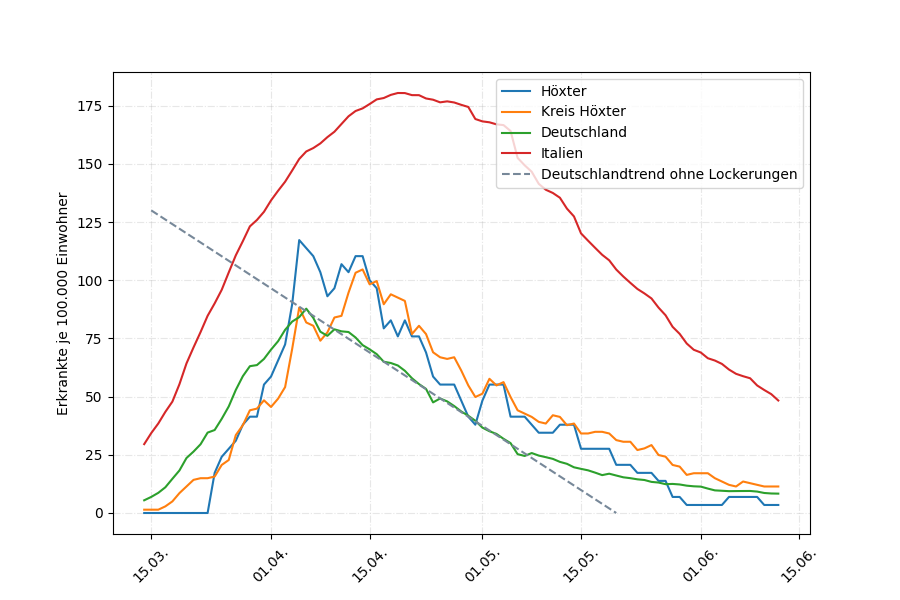 Höxter
Kreis Höxter
Deutschland
Italien
Deutschlandtrend ohne Lockerungen
Erkrankte je 100.000 Einwohner
175
150
125
100
75
50
25
0
15.03. 01.04. 15.04. 01.05. 15.05. 01.06. 15.06.